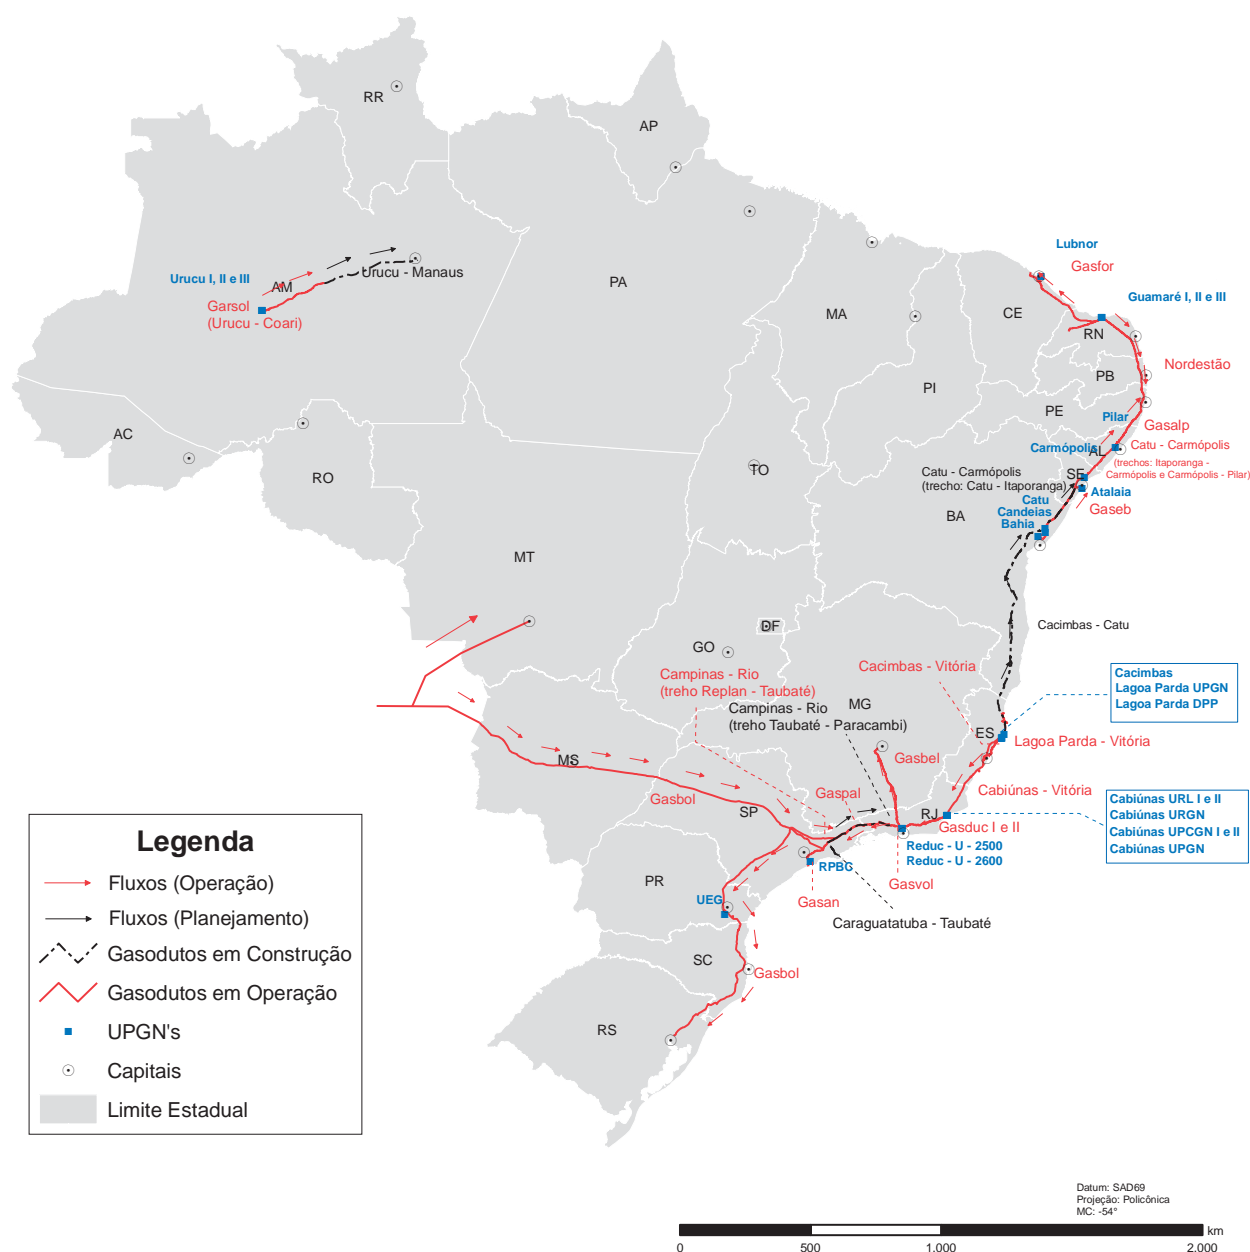 RR
AP
Lubnor
Gasfor
Urucu - Manaus
Urucu I, II e III
AM
PA
Guamaré I, II e III
Garsol
(Urucu - Coari)
MA
CE
RN
Nordestão
PB
PI
PE
Pilar
Gasalp
AC
Carmópolis
AL
Catu - Carmópolis
(trechos: Itaporanga -
Carmópolis e Carmópolis - Pilar)
RO
TO
Catu - Carmópolis
(trecho: Catu - Itaporanga)
SE
Atalaia
Gaseb
Catu
Candeias
Bahia
BA
MT
Cacimbas - Catu
DF
GO
Cacimbas - Vitória
Campinas - Rio
(treho Replan - Taubaté)
Campinas - Rio
(treho Taubaté - Paracambi)
MG
Cacimbas
Lagoa Parda UPGN
Lagoa Parda DPP
ES
Lagoa Parda - Vitória
MS
Gasbel
Gasbol
Gaspal
Cabiúnas - Vitória
SP
RJ
Gasduc I e II
Cabiúnas URL I e II
Cabiúnas URGN
Cabiúnas UPCGN I e II
Cabiúnas UPGN
Reduc - U - 2500
Reduc - U - 2600
RPBC
Gasvol
PR
UEG
Gasan
Caraguatatuba - Taubaté
SC
Gasbol
RS
Legenda
Fluxos (Operação)
Fluxos (Planejamento)
Gasodutos em Construção
Gasodutos em Operação
UPGN's
Capitais
Limite Estadual
Datum: SAD69
Projeção: Policônica
MC: -54°
km
0 500 1.000 2.000